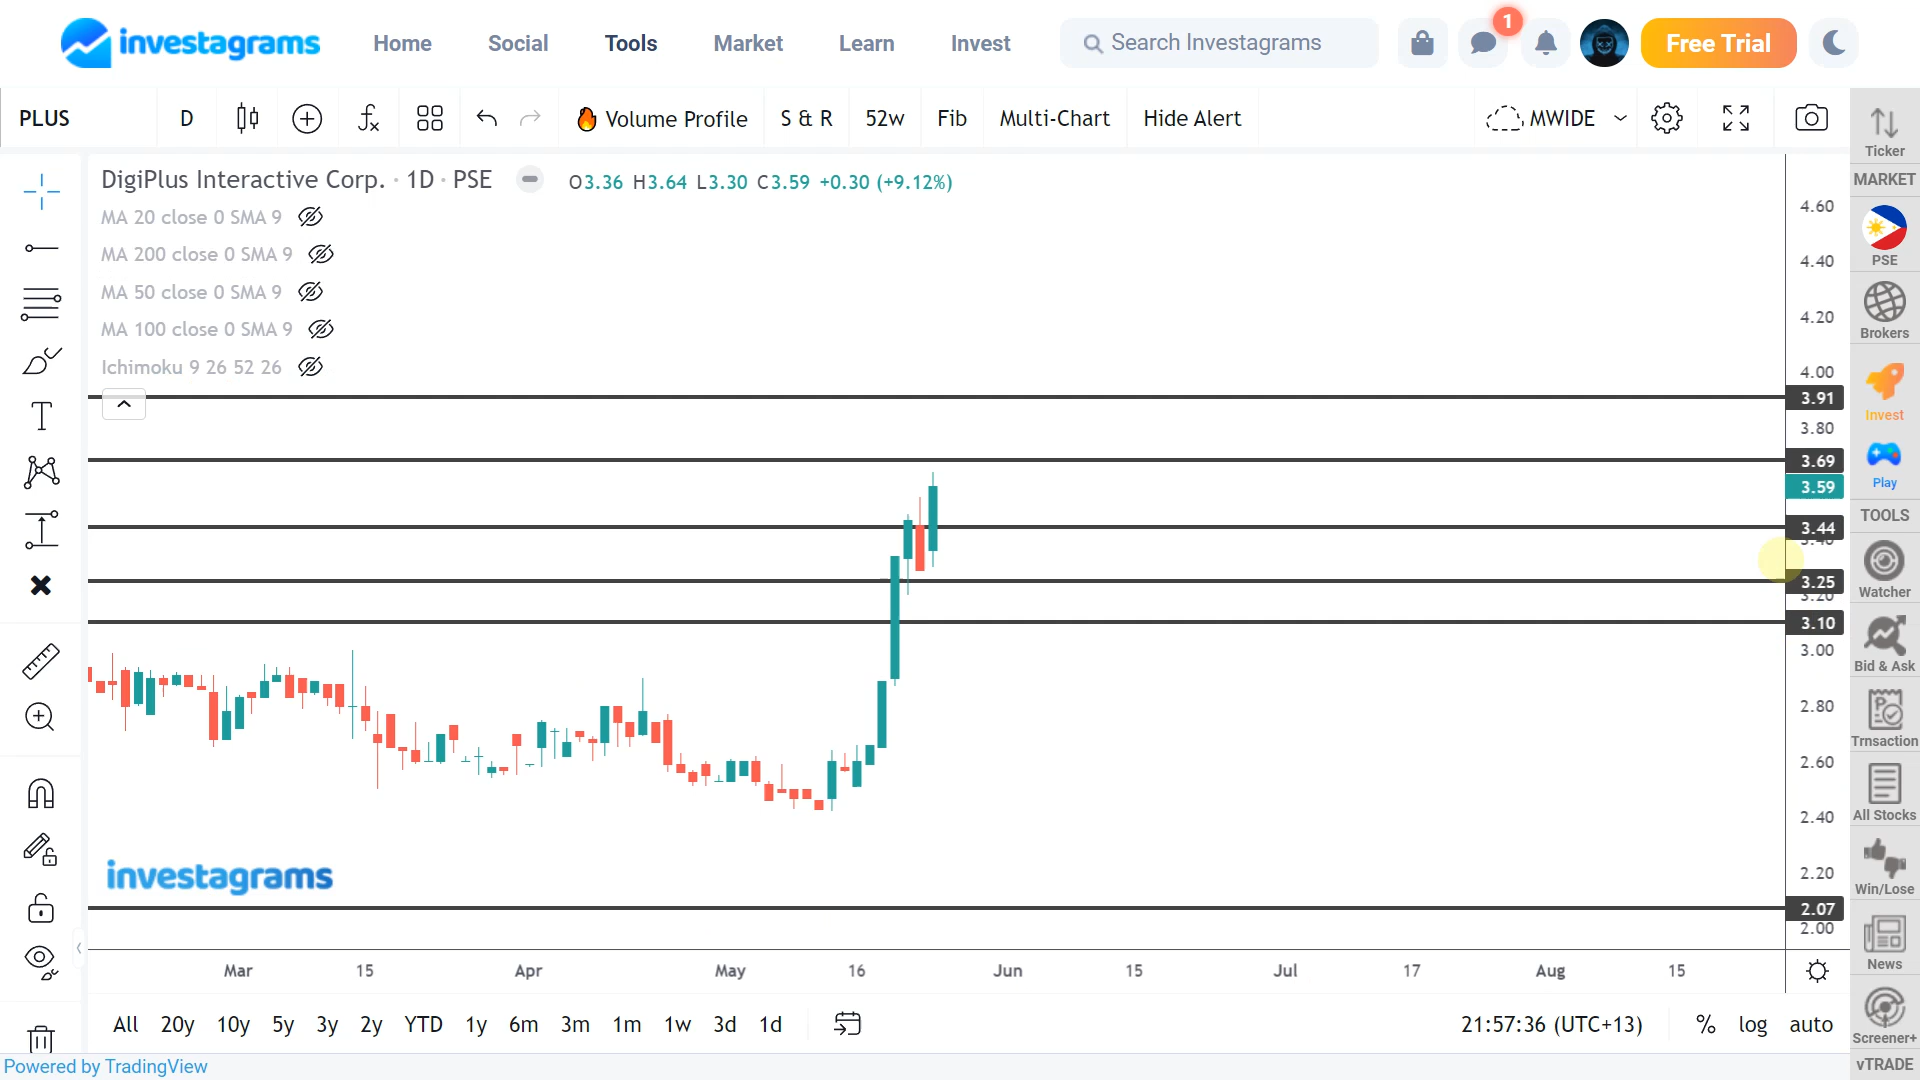 investagrams Home Social Tools Market Learn Invest Search Investagrams 1 Free Trial
PLUS D Volume Profile S & R 52w Fib Multi-Chart Hide Alert MWIDE
DigiPlus Interactive Corp. · 1D · PSE O3.36 H3.64 L3.30 C3.59 +0.30 (+9.12%)
MA 20 close 0 SMA 9
MA 200 close 0 SMA 9
MA 50 close 0 SMA 9
MA 100 close 0 SMA 9
Ichimoku 9 26 52 26
4.60
4.40
4.20
4.00
3.91
3.80
3.69
3.59
3.44
3.40
3.25
3.20
3.10
3.00
2.80
2.60
2.40
2.20
2.07
2.00
investagrams
Mar 15 Apr May 16 Jun 15 Jul 17 Aug 15
All 20y 10y 5y 3y 2y YTD 1y 6m 3m 1m 1w 3d 1d 21:57:36 (UTC+13) % log auto
Powered by TradingView
Ticker
MARKET
PSE
Brokers
Invest
Play
TOOLS
Watcher
Bid & Ask
Trnsaction
All Stocks
Win/Lose
News
Screener+
vTRADE